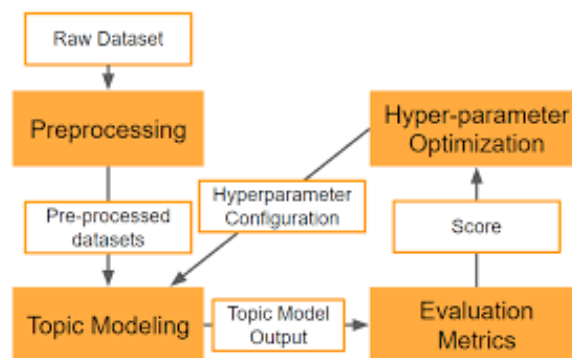 Raw Dataset
Preprocessing
Hyper-parameter
Optimization
Hyperparameter
Configuration
Pre-processed
datasets
Score
Topic Modeling
Topic Model
Output
Evaluation
Metrics